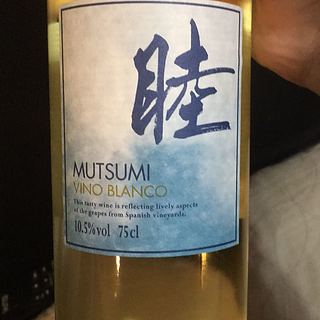 睦
MUTSUMI
VINO BLANCO
This tasty wine is reflecting lively aspects
of the grapes from Spanish vineyards.
10.5%vol 75cl